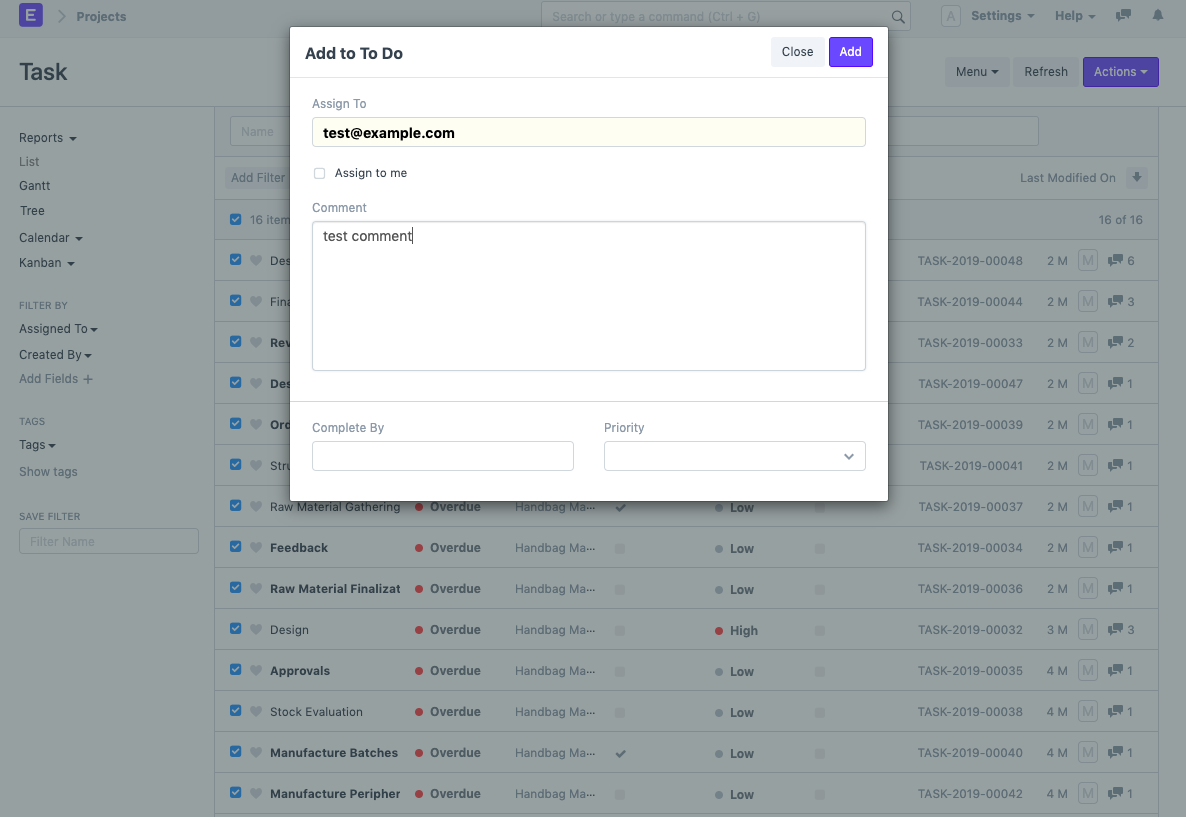 E Projects Search or type a command (Ctrl + G) A Settings Help
Task Menu Refresh Actions
Add to To Do Close Add
Assign To
test@example.com
Assign to me
Comment
test comment
Complete By Priority
Reports
List
Gantt
Tree
Calendar
Kanban
FILTER BY
Assigned To
Created By
Add Fields
TAGS
Tags
Show tags
SAVE FILTER
Filter Name
Name
Add Filter Last Modified On
16 item 16 of 16
Des TASK-2019-00048 2 M M 6
Fina TASK-2019-00044 2 M M 3
Rev TASK-2019-00033 2 M M 2
Des TASK-2019-00047 2 M M 1
Ord TASK-2019-00039 2 M M 1
Stru TASK-2019-00041 2 M M 1
Raw Material Gathering Overdue Handbag Ma... Low TASK-2019-00037 2 M M 1
Feedback Overdue Handbag Ma... Low TASK-2019-00034 2 M M 1
Raw Material Finalizat Overdue Handbag Ma... Low TASK-2019-00036 2 M M 1
Design Overdue Handbag Ma... High TASK-2019-00032 3 M M 3
Approvals Overdue Handbag Ma... Low TASK-2019-00035 4 M M 1
Stock Evaluation Overdue Handbag Ma... Low TASK-2019-00038 4 M M 1
Manufacture Batches Overdue Handbag Ma... Low TASK-2019-00040 4 M M 1
Manufacture Peripher Overdue Handbag Ma... Low TASK-2019-00042 4 M M 1